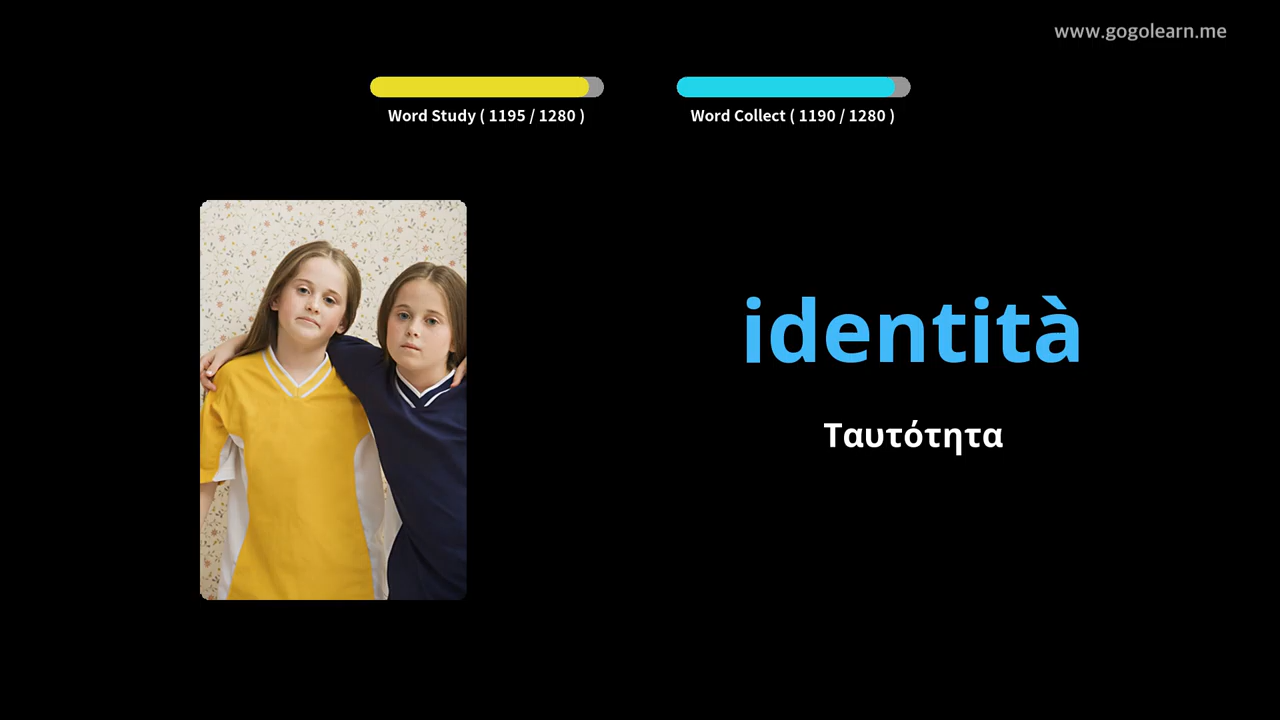 www.gogolearn.me
Word Study ( 1195 / 1280 )
Word Collect ( 1190 / 1280 )
identità
Ταυτότητα